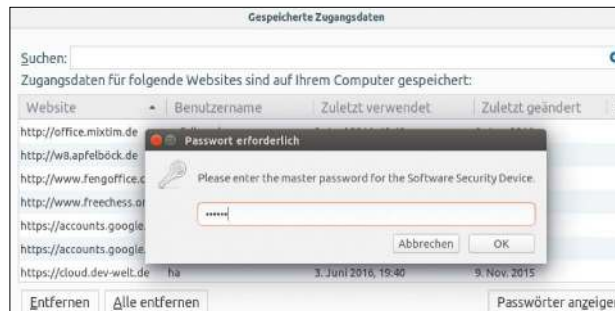 Gespeicherte Zugangsdaten
Suchen:
Zugangsdaten für folgende Websites sind auf Ihrem Computer gespeichert:
Website Benutzername Zuletzt verwendet Zuletzt geändert
http://office.mixtim.de
http://w8.apfelböck.de
http://www.fengoffice.c
http://www.freechess.or
https://accounts.google.
https://accounts.google.
https://cloud.dev-welt.de ha 3. Juni 2016, 19:40 9. Nov. 2015
Passwort erforderlich
Please enter the master password for the Software Security Device.
••••••
Abbrechen OK
Entfernen Alle entfernen Passwörter anzeigen